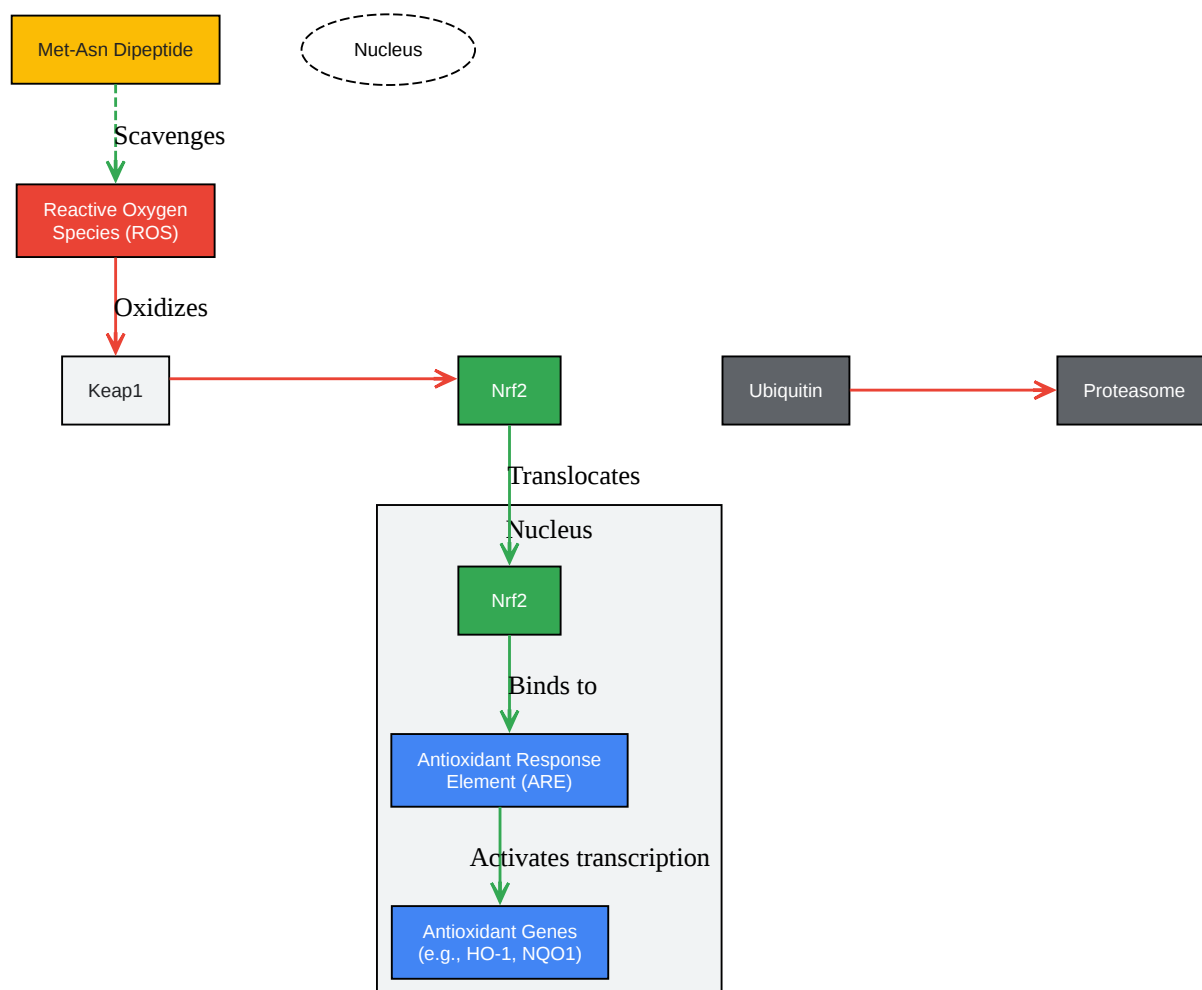 Met-Asn Dipeptide
Nucleus
Scavenges
Reactive Oxygen
Species (ROS)
Oxidizes
Keap1
Nrf2
Ubiquitin
Proteasome
Translocates
Nucleus
Nrf2
Binds to
Antioxidant Response
Element (ARE)
Activates transcription
Antioxidant Genes
(e.g., HO-1, NQO1)